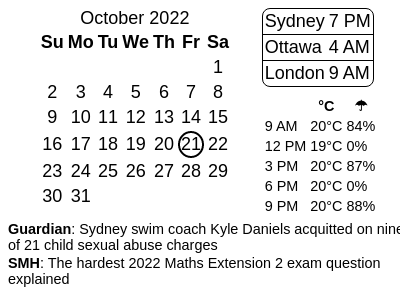 October 2022
Su Mo Tu We Th Fr Sa
1
2 3 4 5 6 7 8
9 10 11 12 13 14 15
16 17 18 19 20 21 22
23 24 25 26 27 28 29
30 31
Sydney 7 PM
Ottawa 4 AM
London 9 AM
°C ☂
9 AM 20°C 84%
12 PM 19°C 0%
3 PM 20°C 87%
6 PM 20°C 0%
9 PM 20°C 88%
Guardian: Sydney swim coach Kyle Daniels acquitted on nine
of 21 child sexual abuse charges
SMH: The hardest 2022 Maths Extension 2 exam question
explained